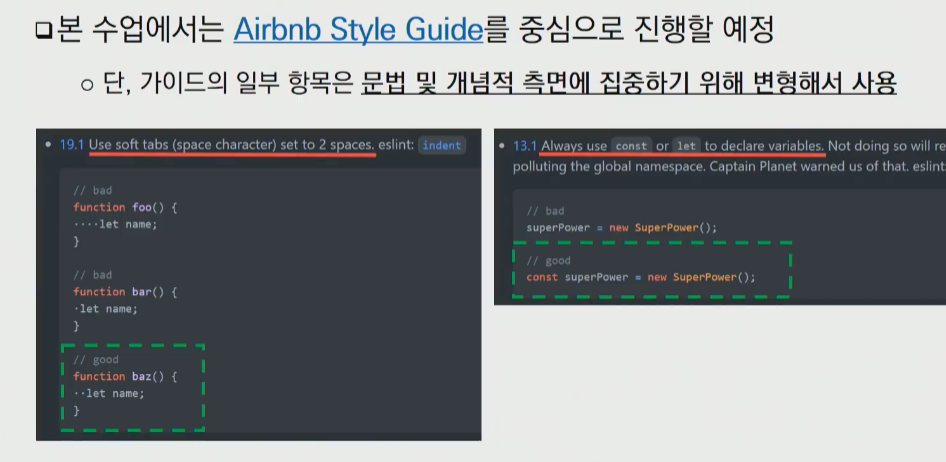 본 수업에서는 Airbnb Style Guide를 중심으로 진행할 예정
단, 가이드의 일부 항목은 문법 및 개념적 측면에 집중하기 위해 변형해서 사용
19.1 Use soft tabs (space character) set to 2 spaces. eslint: indent
// bad
function foo() {
····let name;
}
// bad
function bar() {
·let name;
}
// good
function baz() {
··let name;
}
13.1 Always use const or let to declare variables. Not doing so will re
polluting the global namespace. Captain Planet warned us of that. eslint
// bad
superPower = new SuperPower();
// good
const superPower = new SuperPower();